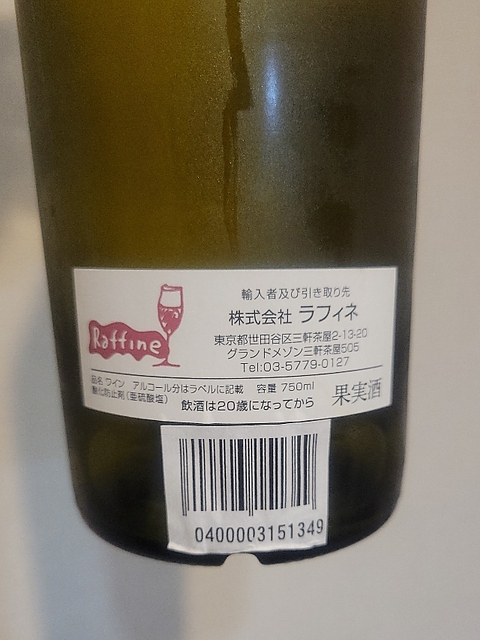 Raffine
輸入者及び引き取り先
株式会社 ラフィネ
東京都世田谷区三軒茶屋2-13-20
グランドメゾン三軒茶屋505
Tel:03-5779-0127
品名 ワイン アルコール分はラベルに記載 容量 750ml
酸化防止剤(亜硫酸塩) 飲酒は20歳になってから 果実酒
0400003151349